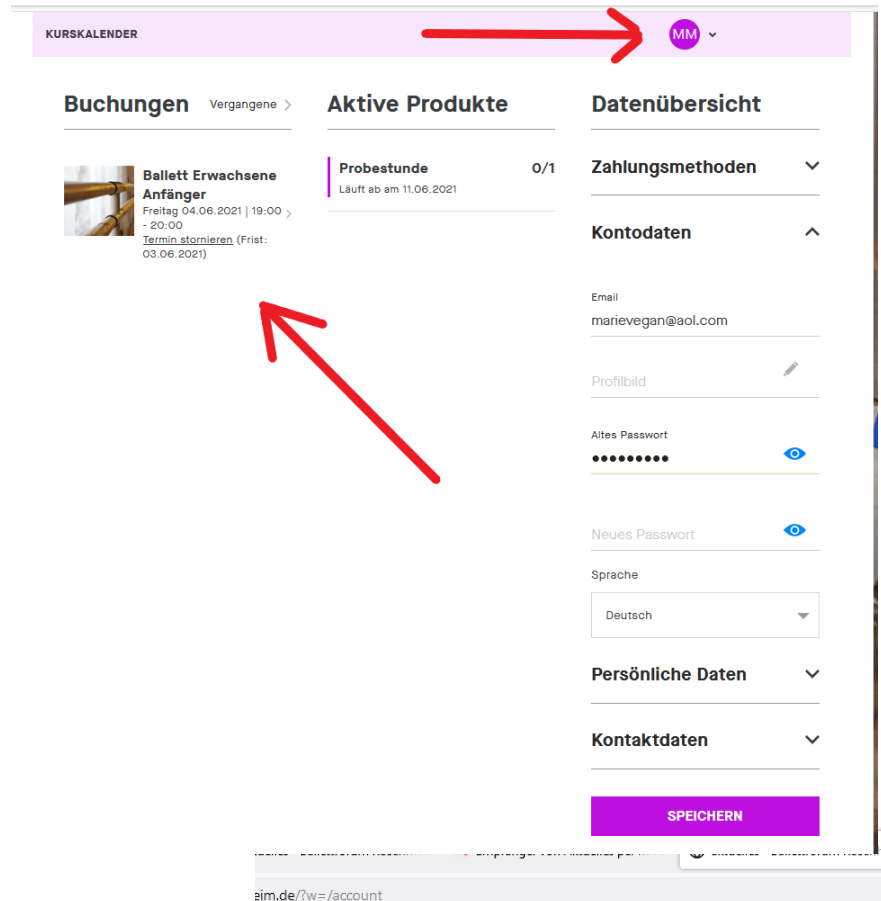 KURSKALENDER
MM
Buchungen
Vergangene
Ballett Erwachsene
Anfänger
Freitag 04.06.2021 | 19:00
- 20:00
Termin stornieren (Frist:
03.06.2021)
Aktive Produkte
Probestunde 0/1
Läuft ab am 11.06.2021
Datenübersicht
Zahlungsmethoden
Kontodaten
Email
marievegan@aol.com
Profilbild
Altes Passwort
Neues Passwort
Sprache
Deutsch
Persönliche Daten
Kontaktdaten
SPEICHERN
eim.de/?w=/account